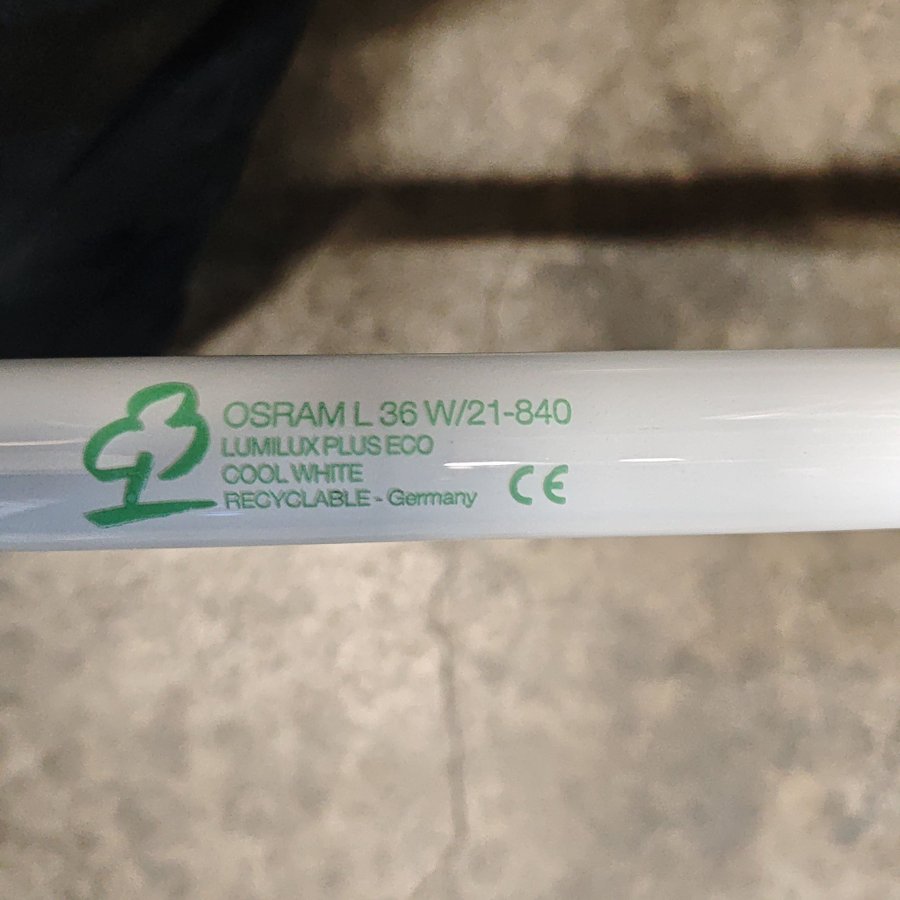 OSRAM L 36 W/21-840
LUMILUX PLUS ECO
COOL WHITE
RECYCLABLE - Germany CE